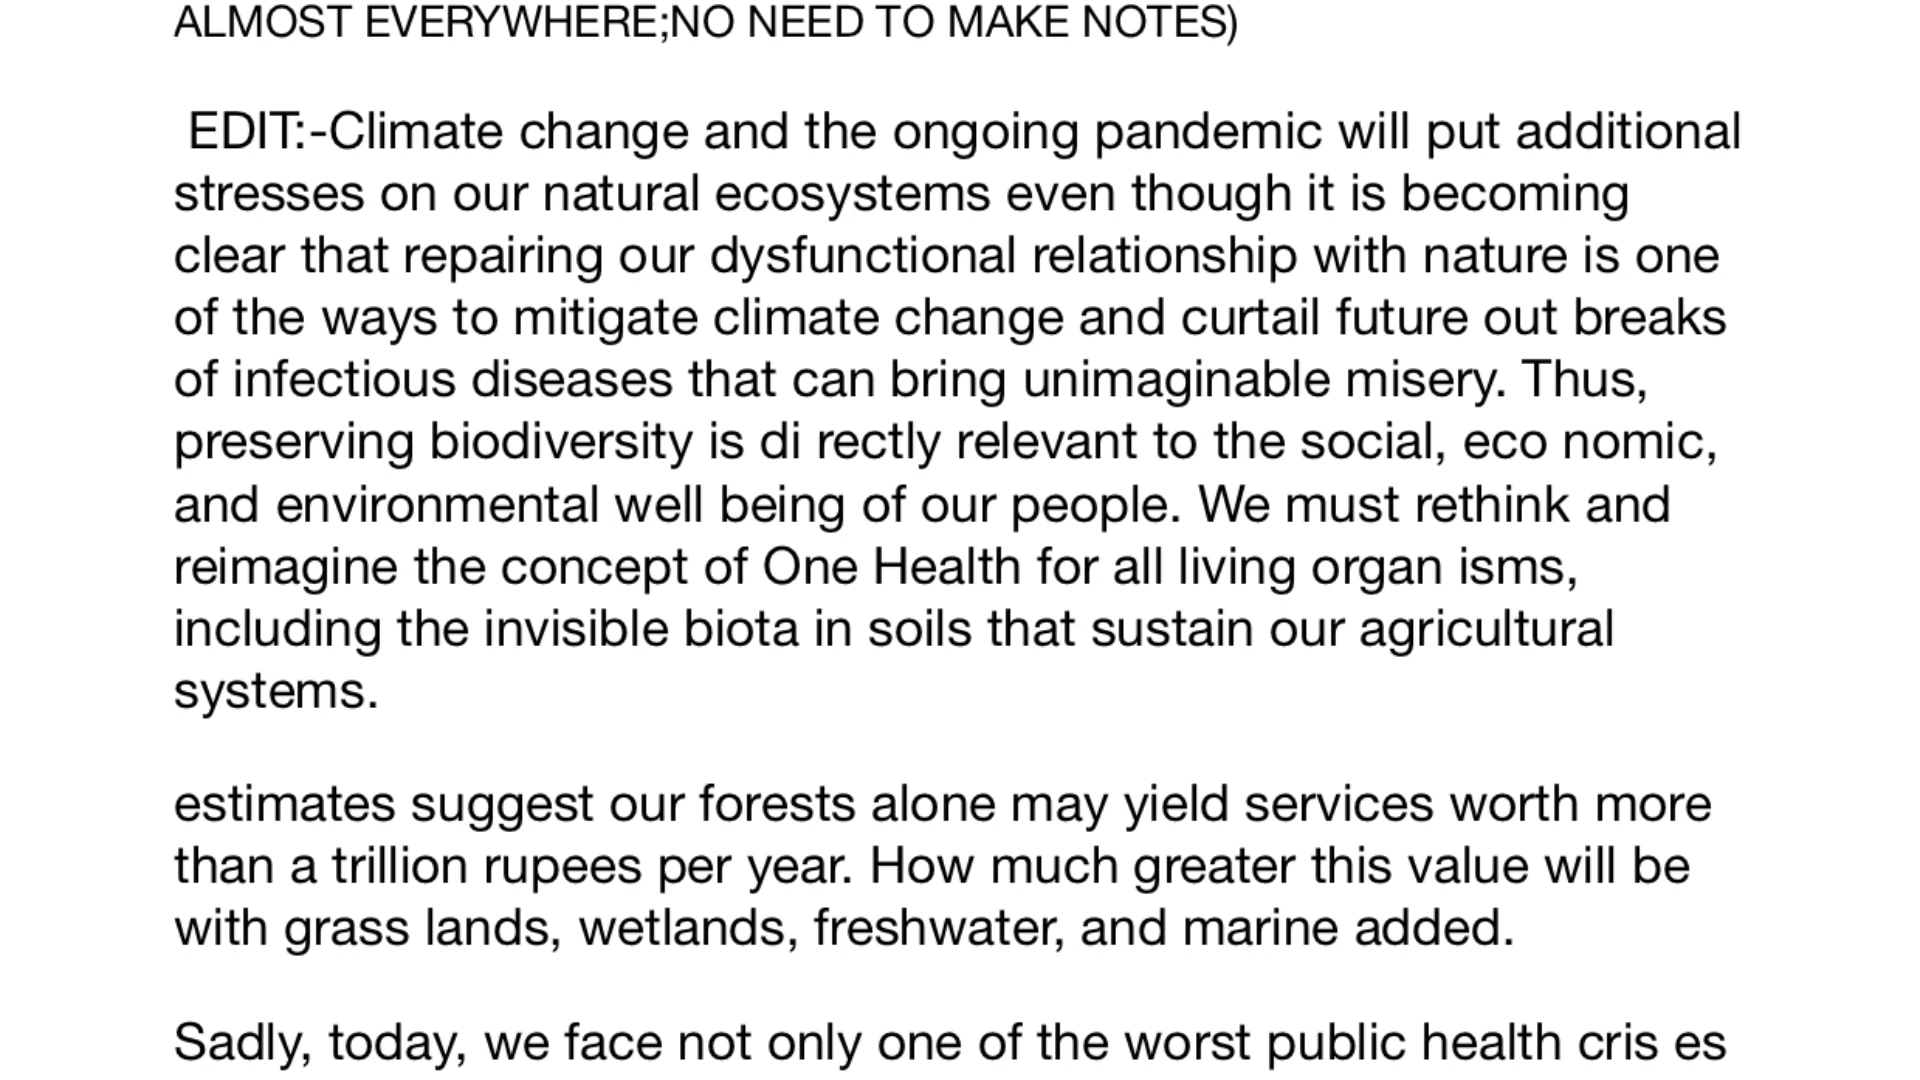 ALMOST EVERYWHERE;NO NEED TO MAKE NOTES)
EDIT:-Climate change and the ongoing pandemic will put additional
stresses on our natural ecosystems even though it is becoming
clear that repairing our dysfunctional relationship with nature is one
of the ways to mitigate climate change and curtail future out breaks
of infectious diseases that can bring unimaginable misery. Thus,
preserving biodiversity is di rectly relevant to the social, eco nomic,
and environmental well being of our people. We must rethink and
reimagine the concept of One Health for all living organ isms,
including the invisible biota in soils that sustain our agricultural
systems.
estimates suggest our forests alone may yield services worth more
than a trillion rupees per year. How much greater this value will be
with grass lands, wetlands, freshwater, and marine added.
Sadly, today, we face not only one of the worst public health cris es